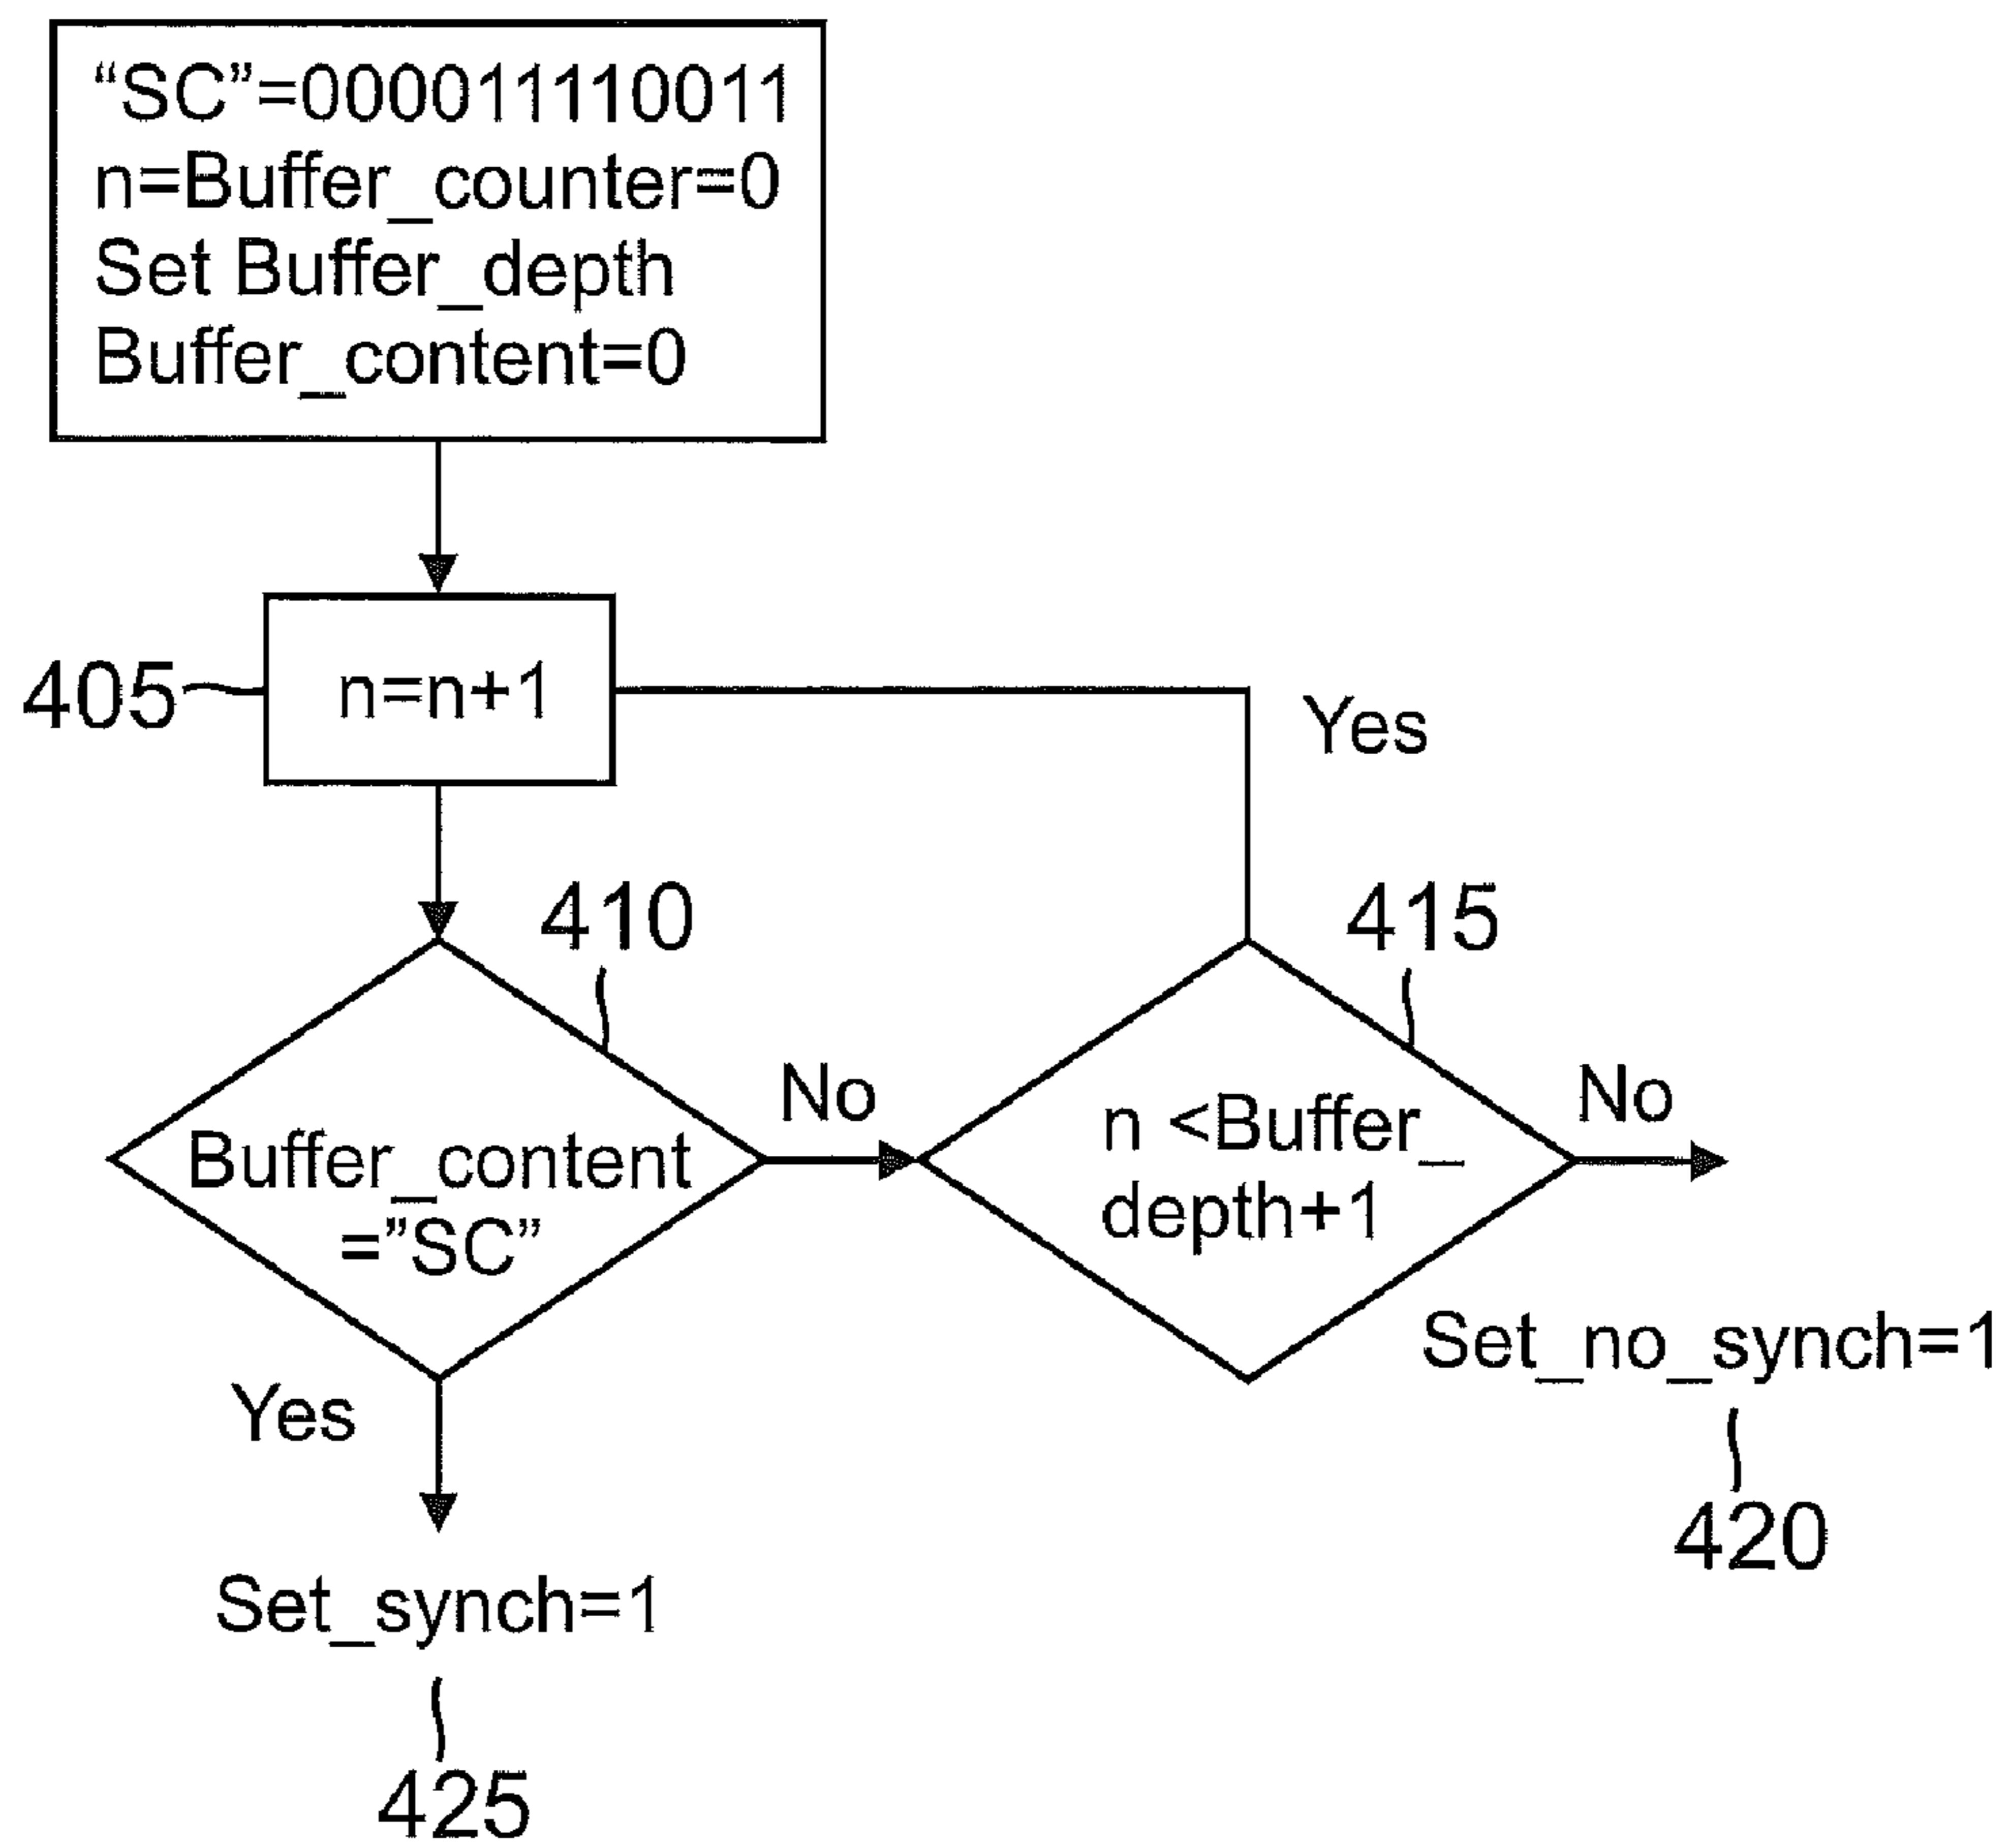 “SC”=000011110011
n=Buffer_counter=0
Set Buffer_depth
Buffer_content=0
405
n=n+1
Yes
410
415
No
No
Buffer_content
=”SC”
n <Buffer_
depth+1
Set_no_synch=1
Yes
420
Set_synch=1
425